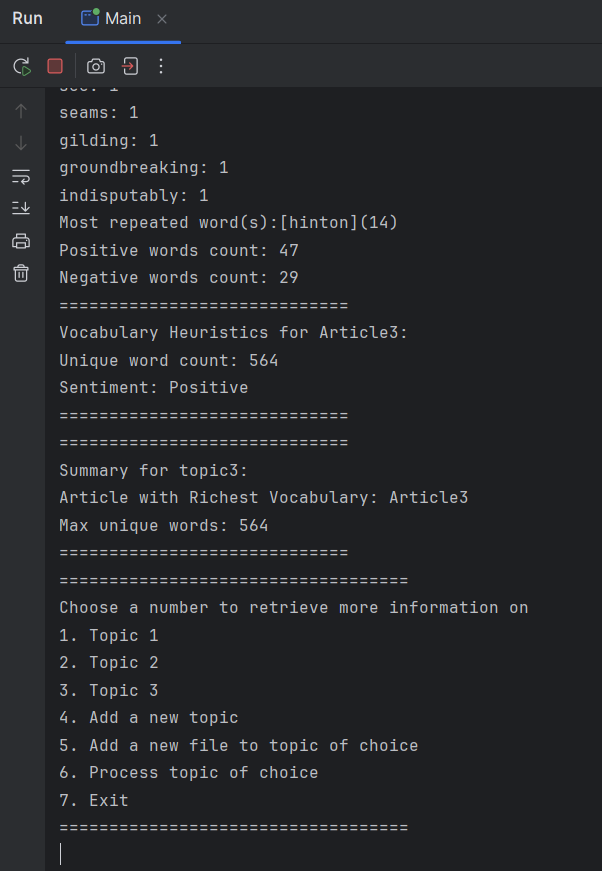 Run Main
seams: 1
gilding: 1
groundbreaking: 1
indisputably: 1
Most repeated word(s):[hinton](14)
Positive words count: 47
Negative words count: 29
=============================
Vocabulary Heuristics for Article3:
Unique word count: 564
Sentiment: Positive
=============================
=============================
Summary for topic3:
Article with Richest Vocabulary: Article3
Max unique words: 564
=============================
===================================
Choose a number to retrieve more information on
1. Topic 1
2. Topic 2
3. Topic 3
4. Add a new topic
5. Add a new file to topic of choice
6. Process topic of choice
7. Exit
===================================